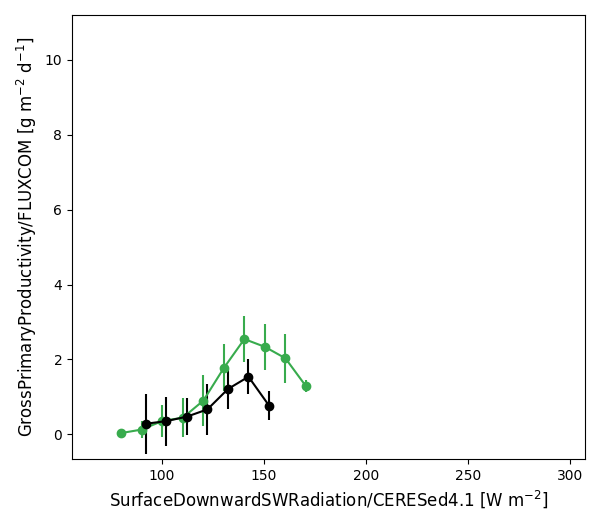 GrossPrimaryProductivity/FLUXCOM [g m⁻² d⁻¹]
10
8
6
4
2
0
100 150 200 250 300
SurfaceDownwardSWRadiation/CERESed4.1 [W m⁻²]